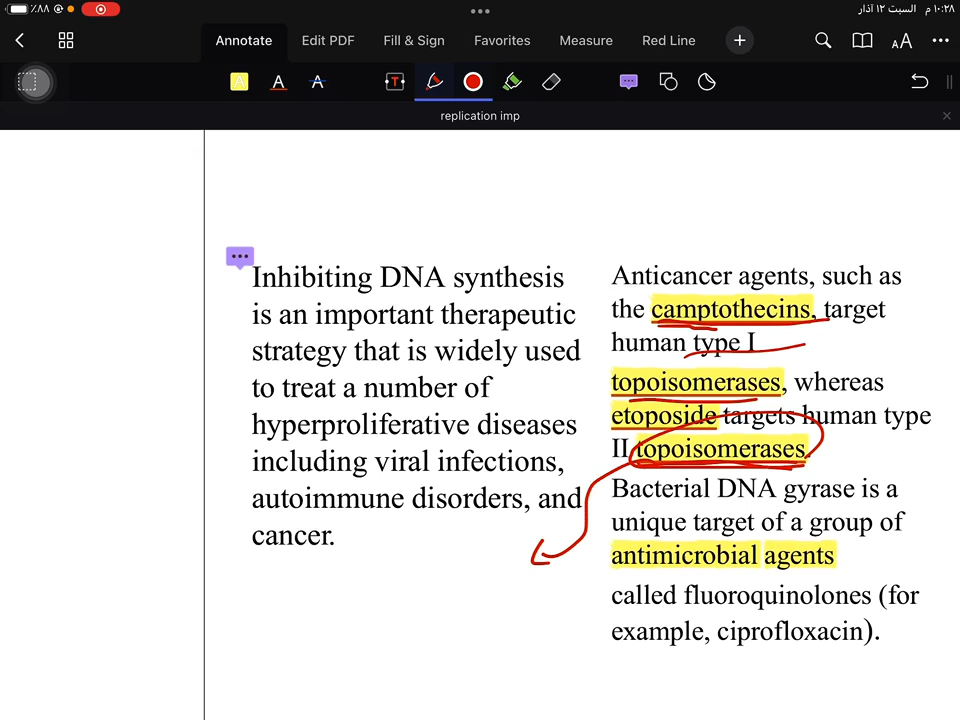 ٪٨٨
السبت ١٢ آذار
١٠:٢٨ م
Annotate
Edit PDF
Fill & Sign
Favorites
Measure
Red Line
replication imp
Inhibiting DNA synthesis
is an important therapeutic
strategy that is widely used
to treat a number of
hyperproliferative diseases
including viral infections,
autoimmune disorders, and
cancer.
Anticancer agents, such as
the camptothecins, target
human type I
topoisomerases, whereas
etoposide targets human type
II topoisomerases.
Bacterial DNA gyrase is a
unique target of a group of
antimicrobial agents
called fluoroquinolones (for
example, ciprofloxacin).